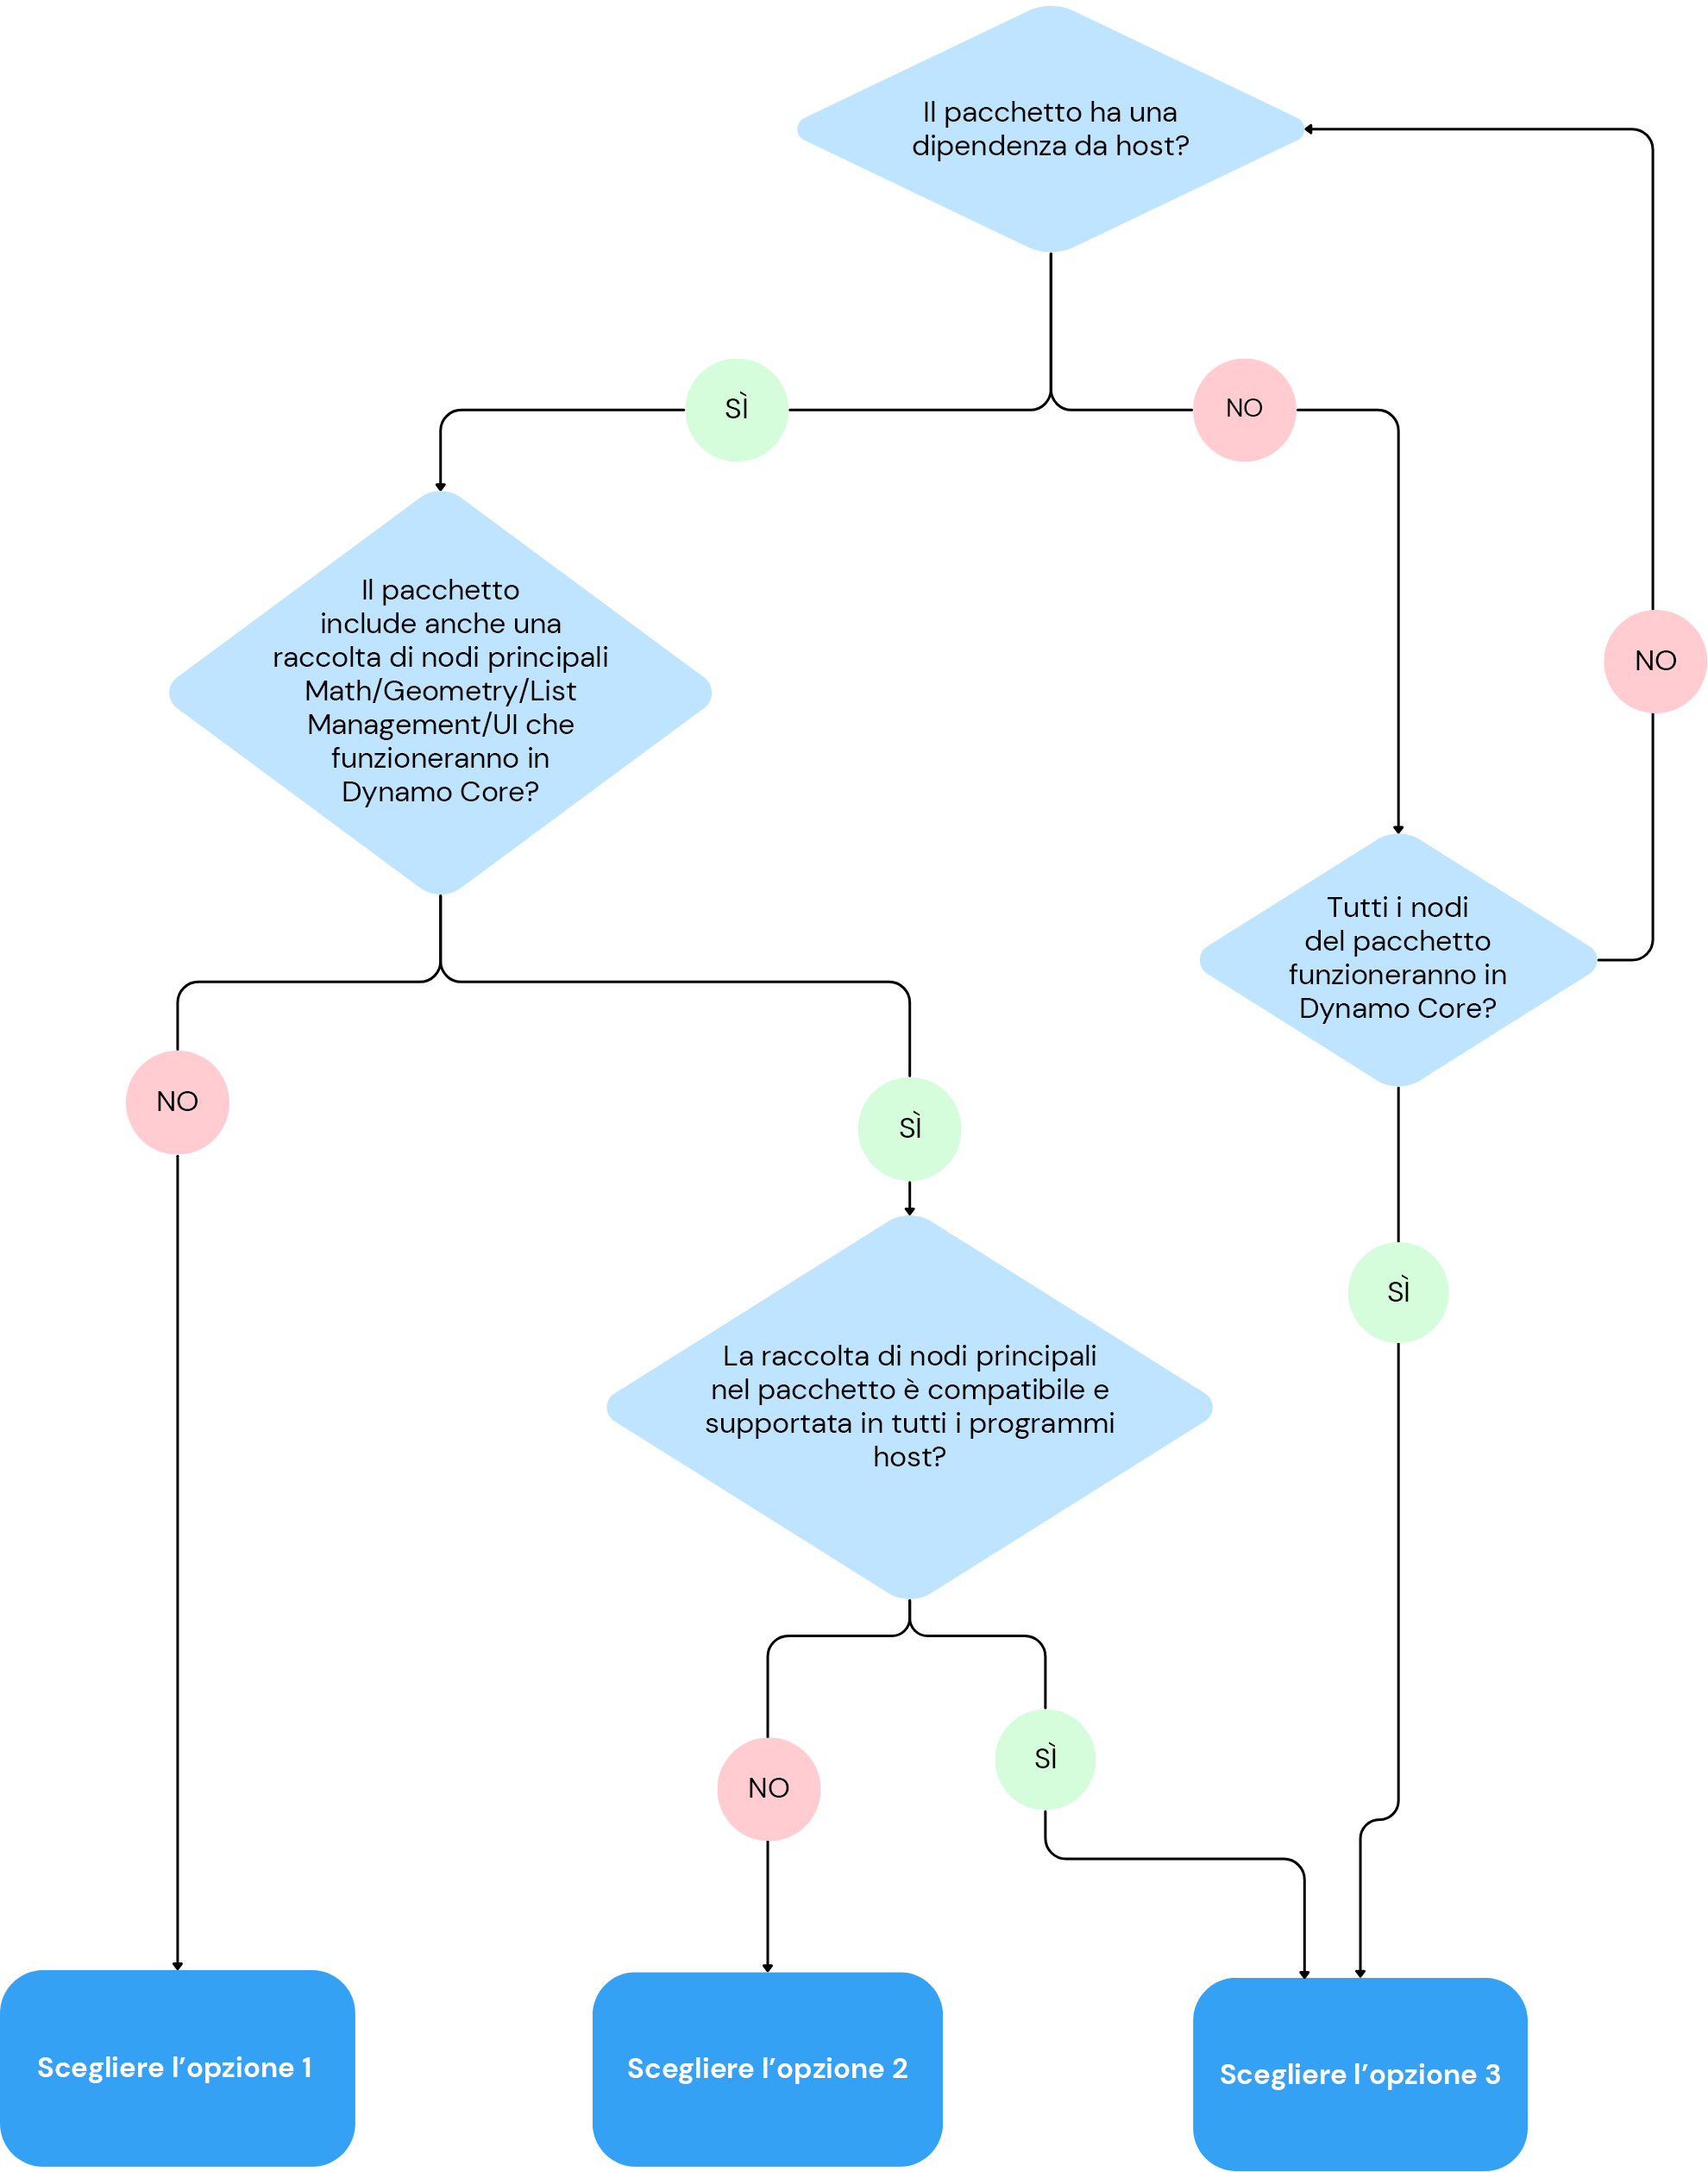 Il pacchetto ha una
dipendenza da host?
SÌ
NO
Il pacchetto
include anche una
raccolta di nodi principali
Math/Geometry/List
Management/UI che
funzioneranno in
Dynamo Core?
NO
Tutti i nodi
del pacchetto
funzioneranno in
Dynamo Core?
NO
SÌ
SÌ
La raccolta di nodi principali
nel pacchetto è compatibile e
supportata in tutti i programmi
host?
NO
SÌ
Scegliere l’opzione 1
Scegliere l’opzione 2
Scegliere l’opzione 3